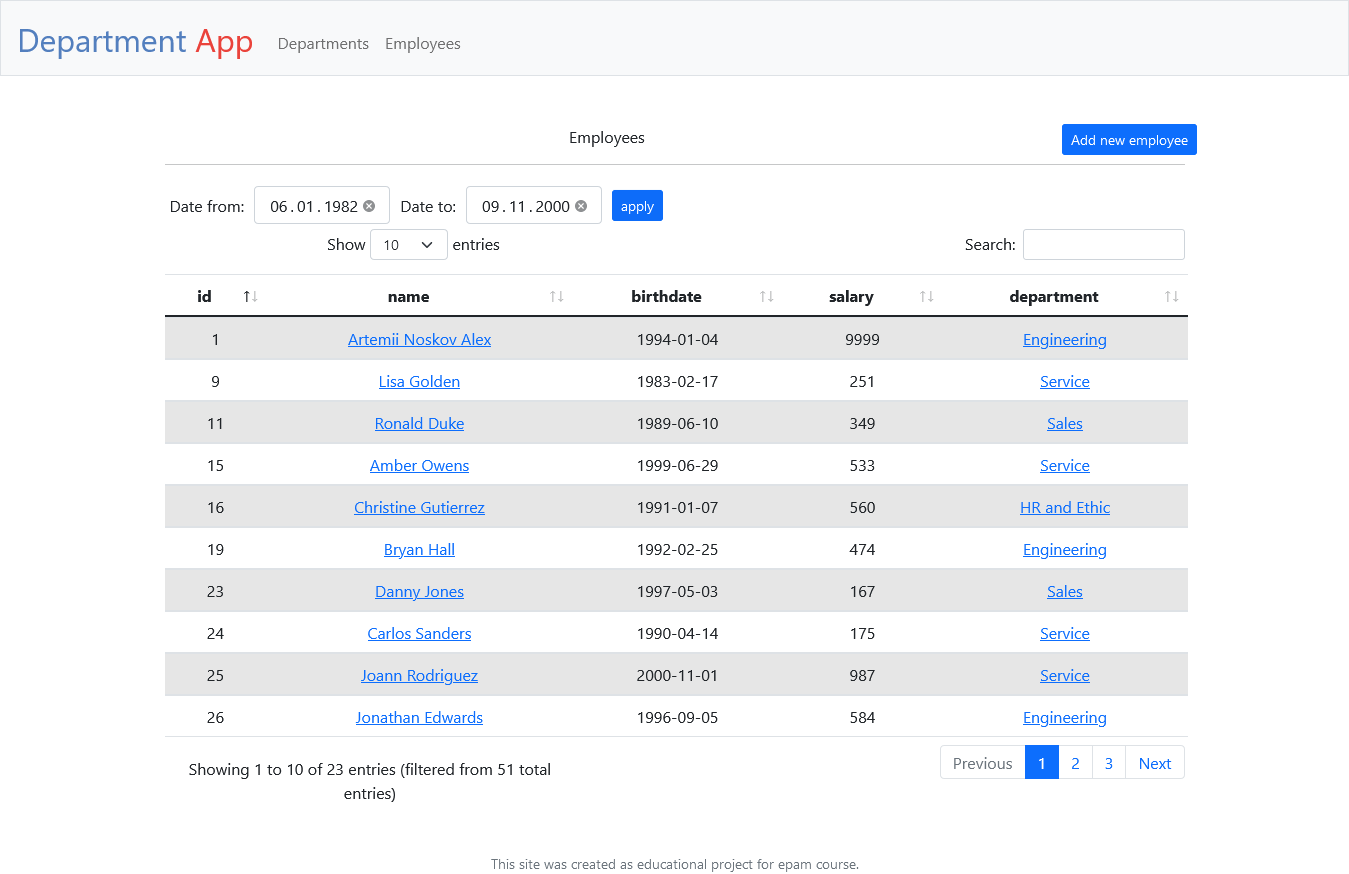 Department App Departments Employees
Employees Add new employee
Date from: 06.01.1982 Date to: 09.11.2000 apply
Show 10 entries Search:
id name birthdate salary department
1 Artemii Noskov Alex 1994-01-04 9999 Engineering
9 Lisa Golden 1983-02-17 251 Service
11 Ronald Duke 1989-06-10 349 Sales
15 Amber Owens 1999-06-29 533 Service
16 Christine Gutierrez 1991-01-07 560 HR and Ethic
19 Bryan Hall 1992-02-25 474 Engineering
23 Danny Jones 1997-05-03 167 Sales
24 Carlos Sanders 1990-04-14 175 Service
25 Joann Rodriguez 2000-11-01 987 Service
26 Jonathan Edwards 1996-09-05 584 Engineering
Previous 1 2 3 Next
Showing 1 to 10 of 23 entries (filtered from 51 total
entries)
This site was created as educational project for epam course.